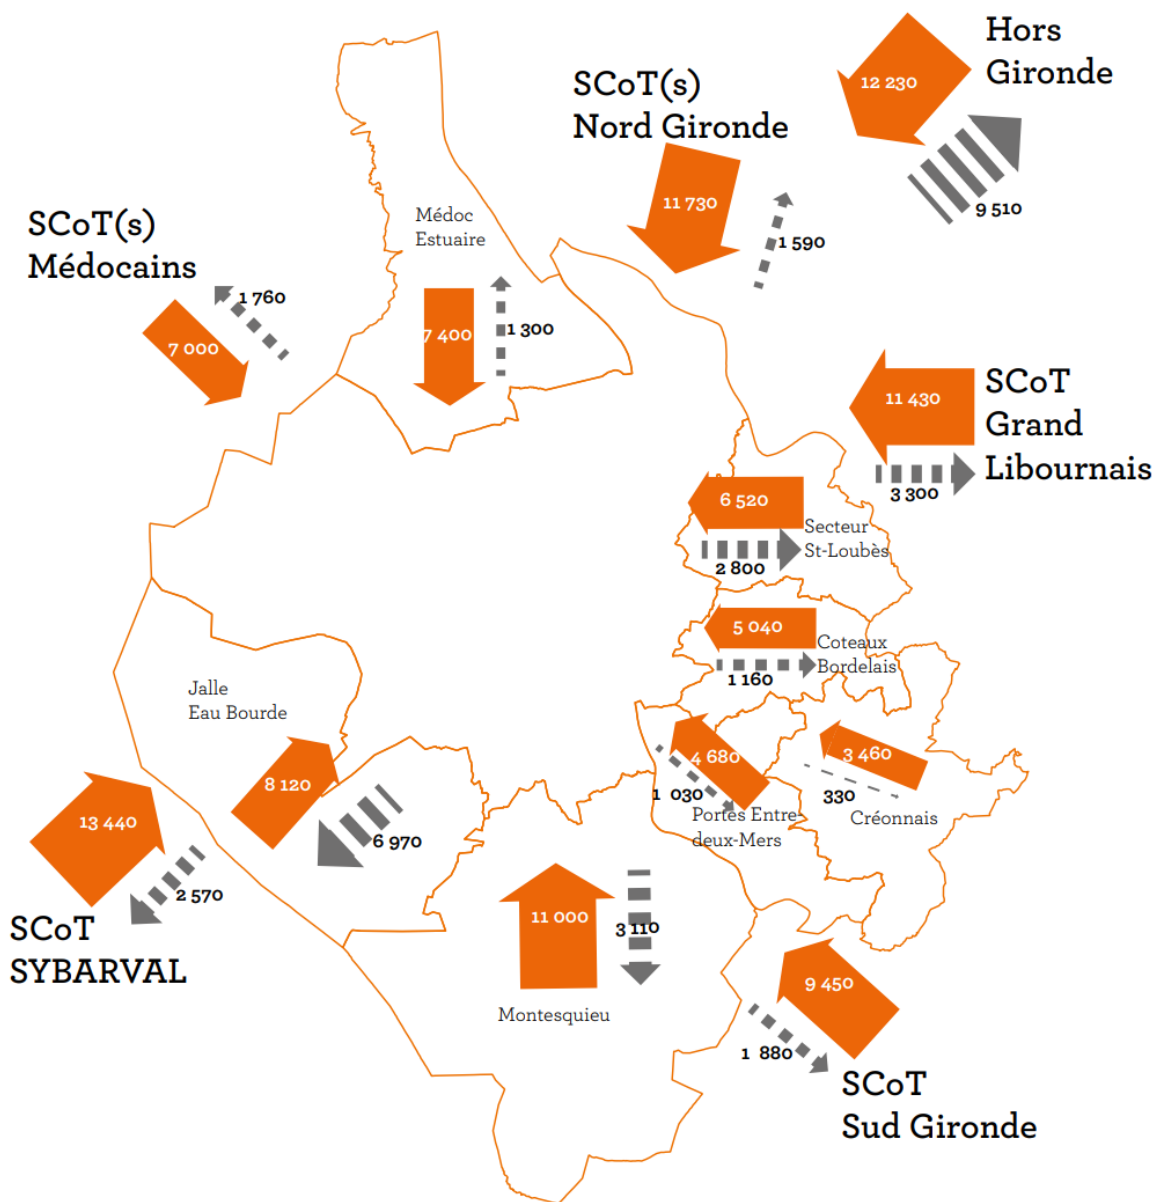 Hors
Gironde
12 230
9 510
SCoT(s)
Nord Gironde
11 730
1 590
SCoT(s)
Médocains
1 760
7 000
Médoc
Estuaire
7 400
1 300
SCoT
Grand
Libournais
11 430
3 300
6 520
Secteur
St-Loubès
2 800
5 040
Coteaux
Bordelais
1 160
Jalle
Eau Bourde
8 120
6 970
4 680
1 030
Portes Entre-
deux-Mers
3 460
330
Créonnais
13 440
2 570
SCoT
SYBARVAL
11 000
3 110
Montesquieu
9 450
1 880
SCoT
Sud Gironde